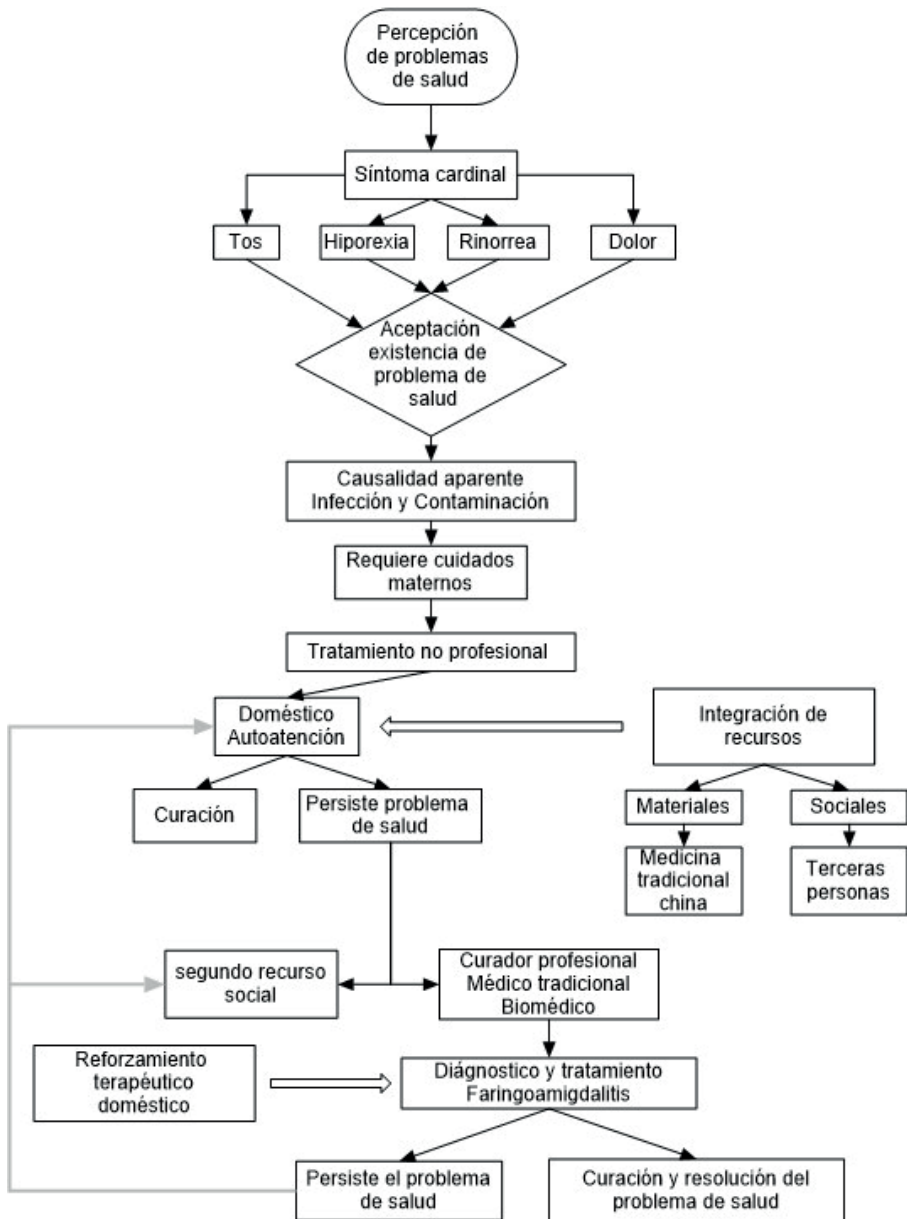 Percepción
de problemas
de salud
Síntoma cardinal
Tos
Hiporexia
Rinorrea
Dolor
Aceptación
existencia de
problema de
salud
Causalidad aparente
Infección y Contaminación
Requiere cuidados
maternos
Tratamiento no profesional
Doméstico
Autoatención
Integración de
recursos
Curación
Persiste problema
de salud
Materiales
Sociales
Medicina
tradicional
china
Terceras
personas
segundo recurso
social
Curador profesional
Médico tradicional
Biomédico
Reforzamiento
terapéutico
doméstico
Diágnostico y tratamiento
Faringoamigdalitis
Persiste el problema
de salud
Curación y resolución del
problema de salud